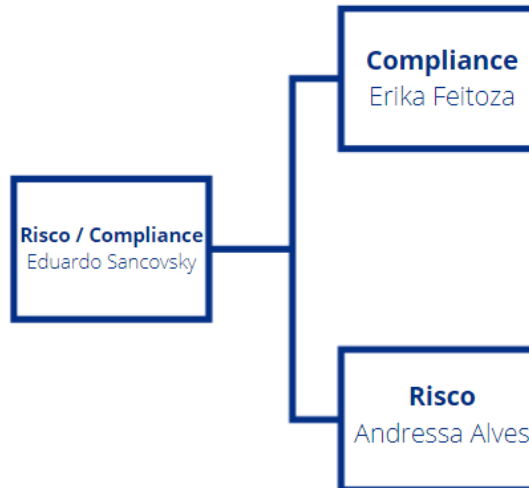 Compliance
Erika Feitoza
Risco / Compliance
Eduardo Sancovsky
Risco
Andressa Alves